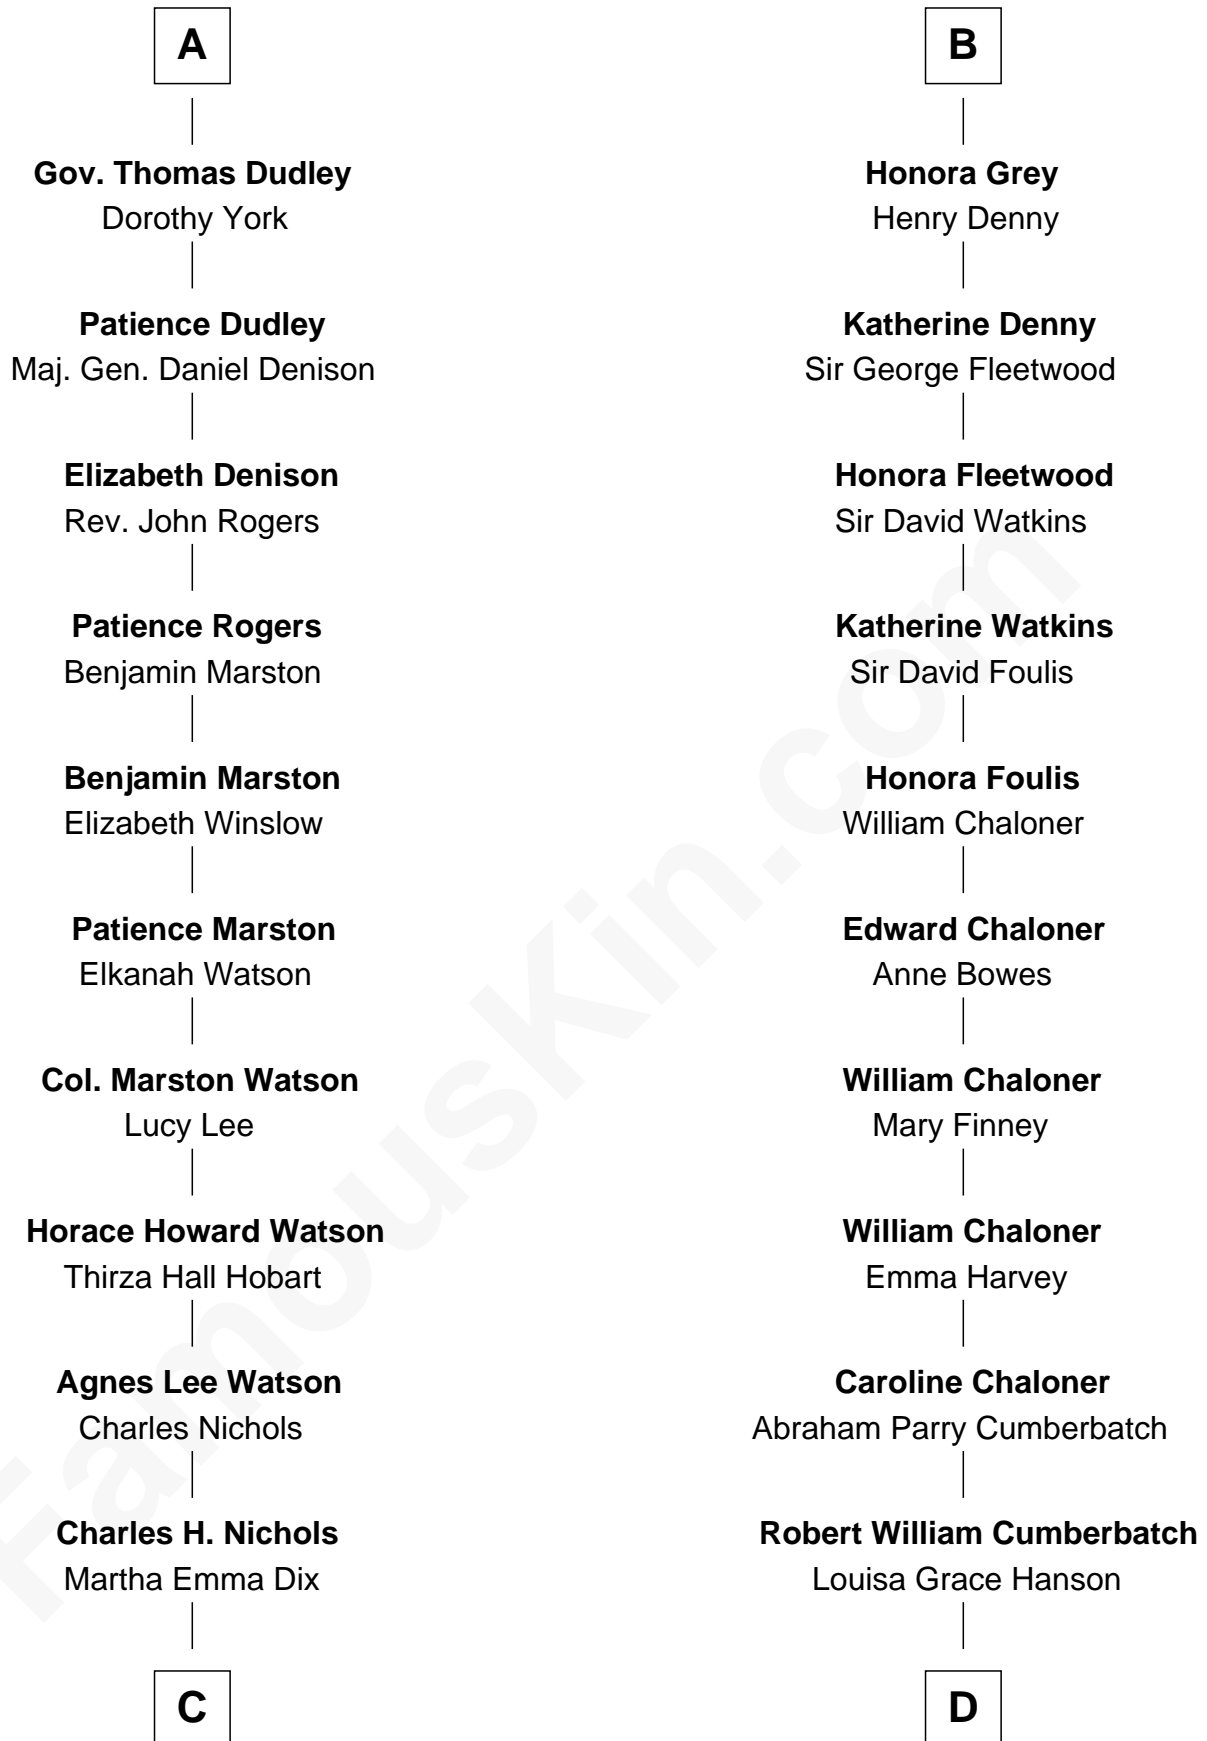 A
Gov. Thomas Dudley
Dorothy York
Patience Dudley
Maj. Gen. Daniel Denison
Elizabeth Denison
Rev. John Rogers
Patience Rogers
Benjamin Marston
Benjamin Marston
Elizabeth Winslow
Patience Marston
Elkanah Watson
Col. Marston Watson
Lucy Lee
Horace Howard Watson
Thirza Hall Hobart
Agnes Lee Watson
Charles Nichols
Charles H. Nichols
Martha Emma Dix
C
B
Honora Grey
Henry Denny
Katherine Denny
Sir George Fleetwood
Honora Fleetwood
Sir David Watkins
Katherine Watkins
Sir David Foulis
Honora Foulis
William Chaloner
Edward Chaloner
Anne Bowes
William Chaloner
Mary Finney
William Chaloner
Emma Harvey
Caroline Chaloner
Abraham Parry Cumberbatch
Robert William Cumberbatch
Louisa Grace Hanson
D
FamousKin.com